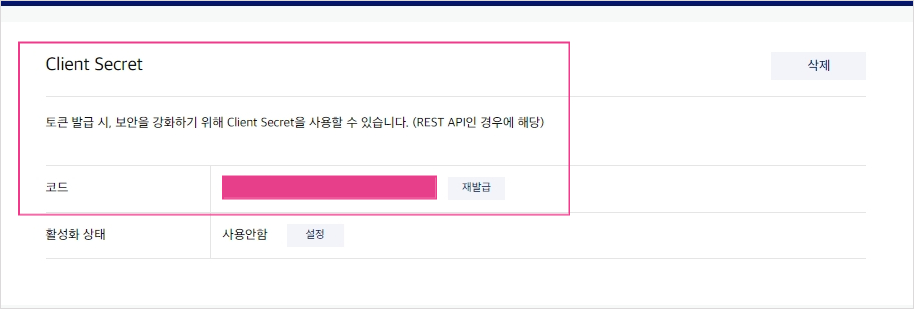 Client Secret
삭제
토큰 발급 시, 보안을 강화하기 위해 Client Secret을 사용할 수 있습니다. (REST API인 경우에 해당)
코드
재발급
활성화 상태
사용안함
설정